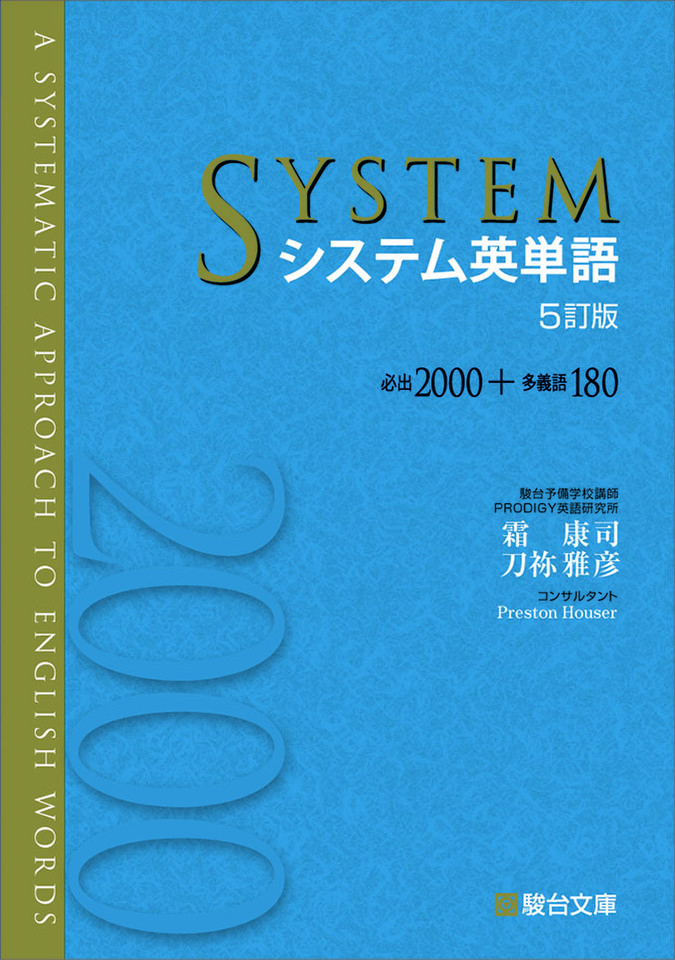 A SYSTEMATIC APPROACH TO ENGLISH WORDS
SYSTEM
システム英単語
5訂版
必出2000+多義語180
2000
駿台予備学校講師
PRODIGY英語研究所
霜 康司
刀祢 雅彦
コンサルタント
Preston Houser
駿台文庫